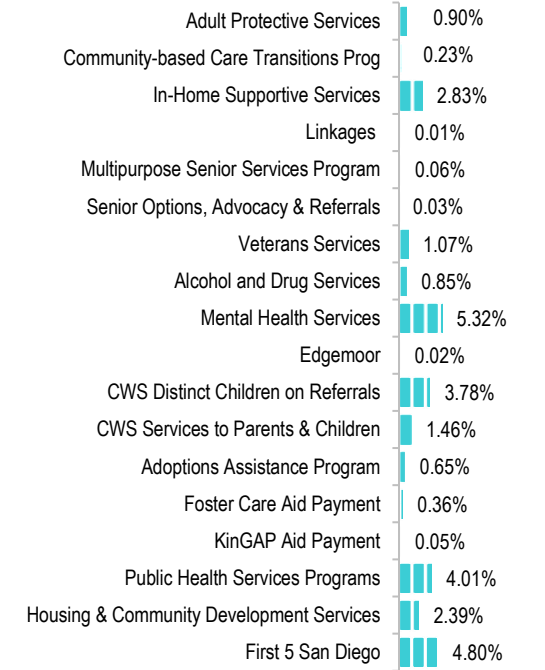 Adult Protective Services 0.90%
Community-based Care Transitions Prog 0.23%
In-Home Supportive Services 2.83%
Linkages 0.01%
Multipurpose Senior Services Program 0.06%
Senior Options, Advocacy & Referrals 0.03%
Veterans Services 1.07%
Alcohol and Drug Services 0.85%
Mental Health Services 5.32%
Edgemoor 0.02%
CWS Distinct Children on Referrals 3.78%
CWS Services to Parents & Children 1.46%
Adoptions Assistance Program 0.65%
Foster Care Aid Payment 0.36%
KinGAP Aid Payment 0.05%
Public Health Services Programs 4.01%
Housing & Community Development Services 2.39%
First 5 San Diego 4.80%